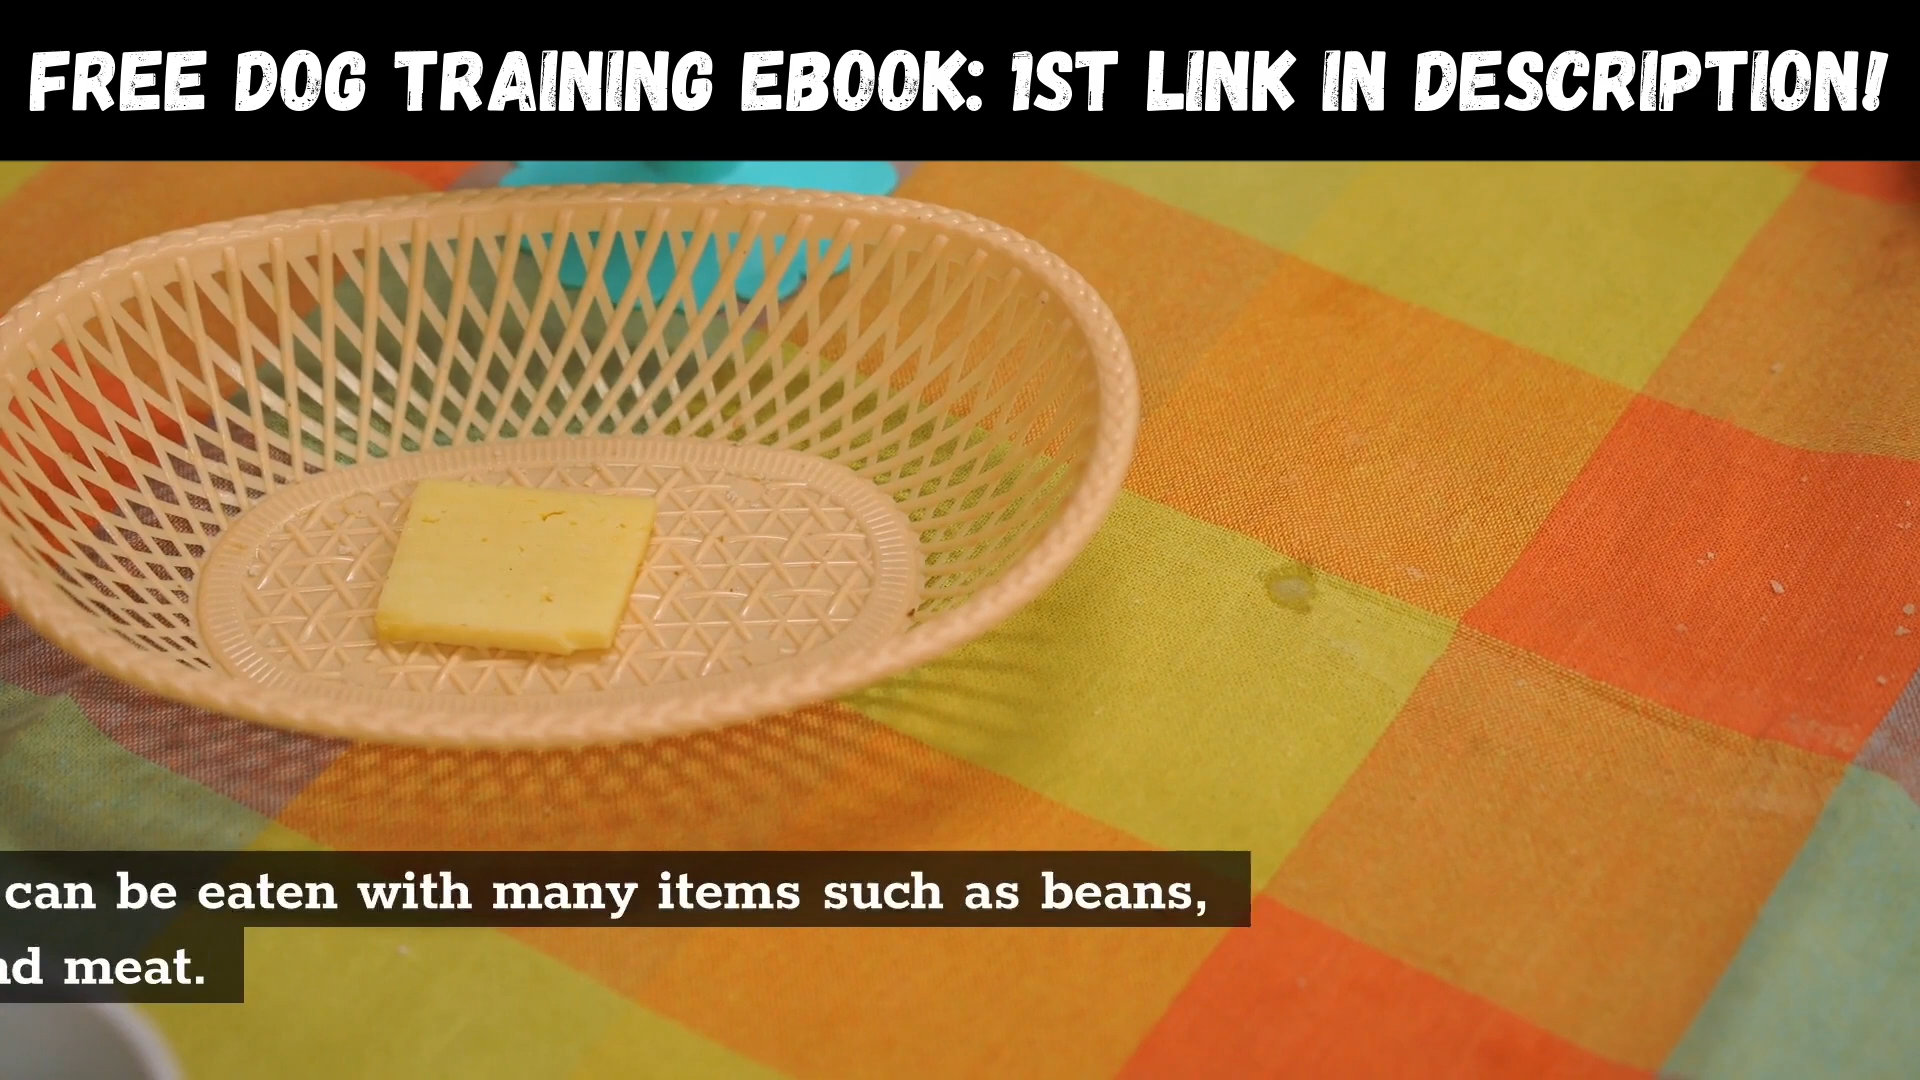 FREE DOG TRAINING EBOOK: 1ST LINK IN DESCRIPTION!
can be eaten with many items such as beans,
meat.